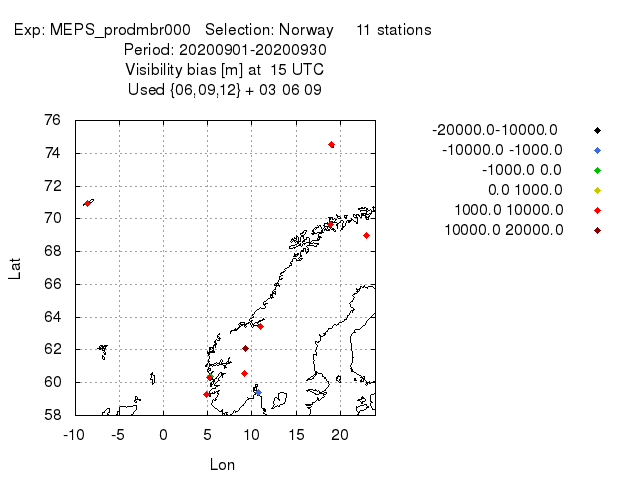 Exp: MEPS_prodmbr000   Selection: Norway     11 stations
Period: 20200901-20200930
Visibility bias [m] at  15 UTC
Used {06,09,12} + 03 06 09
76
74
72
70
68
66
64
62
60
58
-10 -5 0 5 10 15 20
Lat
Lon
-20000.0-10000.0
-10000.0 -1000.0
-1000.0 0.0
0.0 1000.0
1000.0 10000.0
10000.0 20000.0